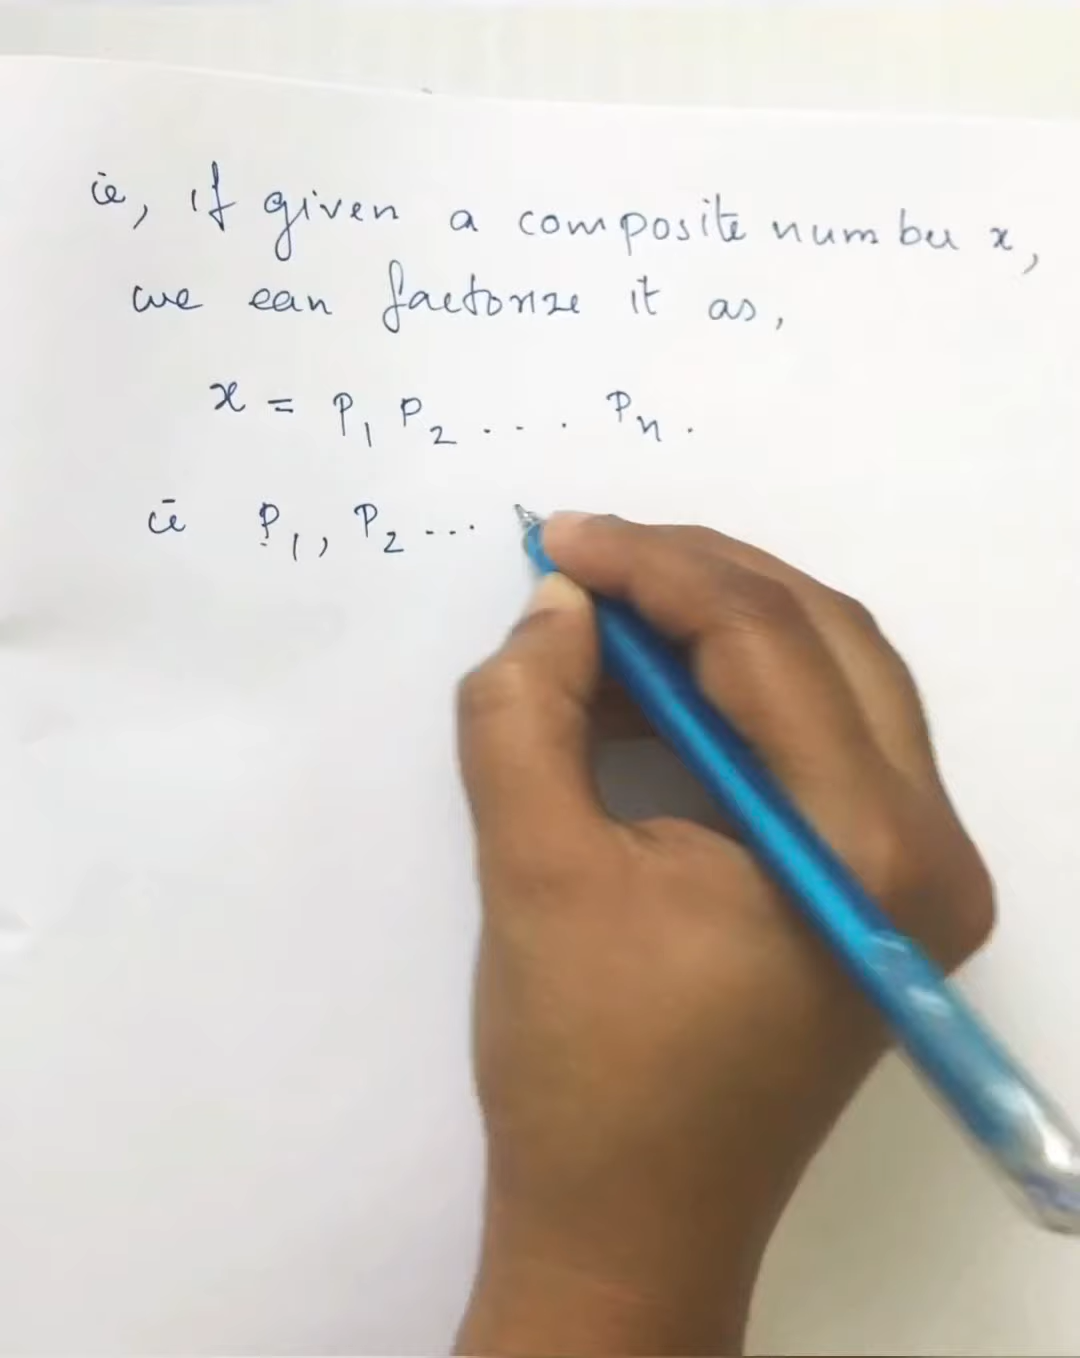 ie, if given a composite number x,
we can factorize it as,
x = P₁ P₂ .... Pₙ.
ie P₁, P₂ ...